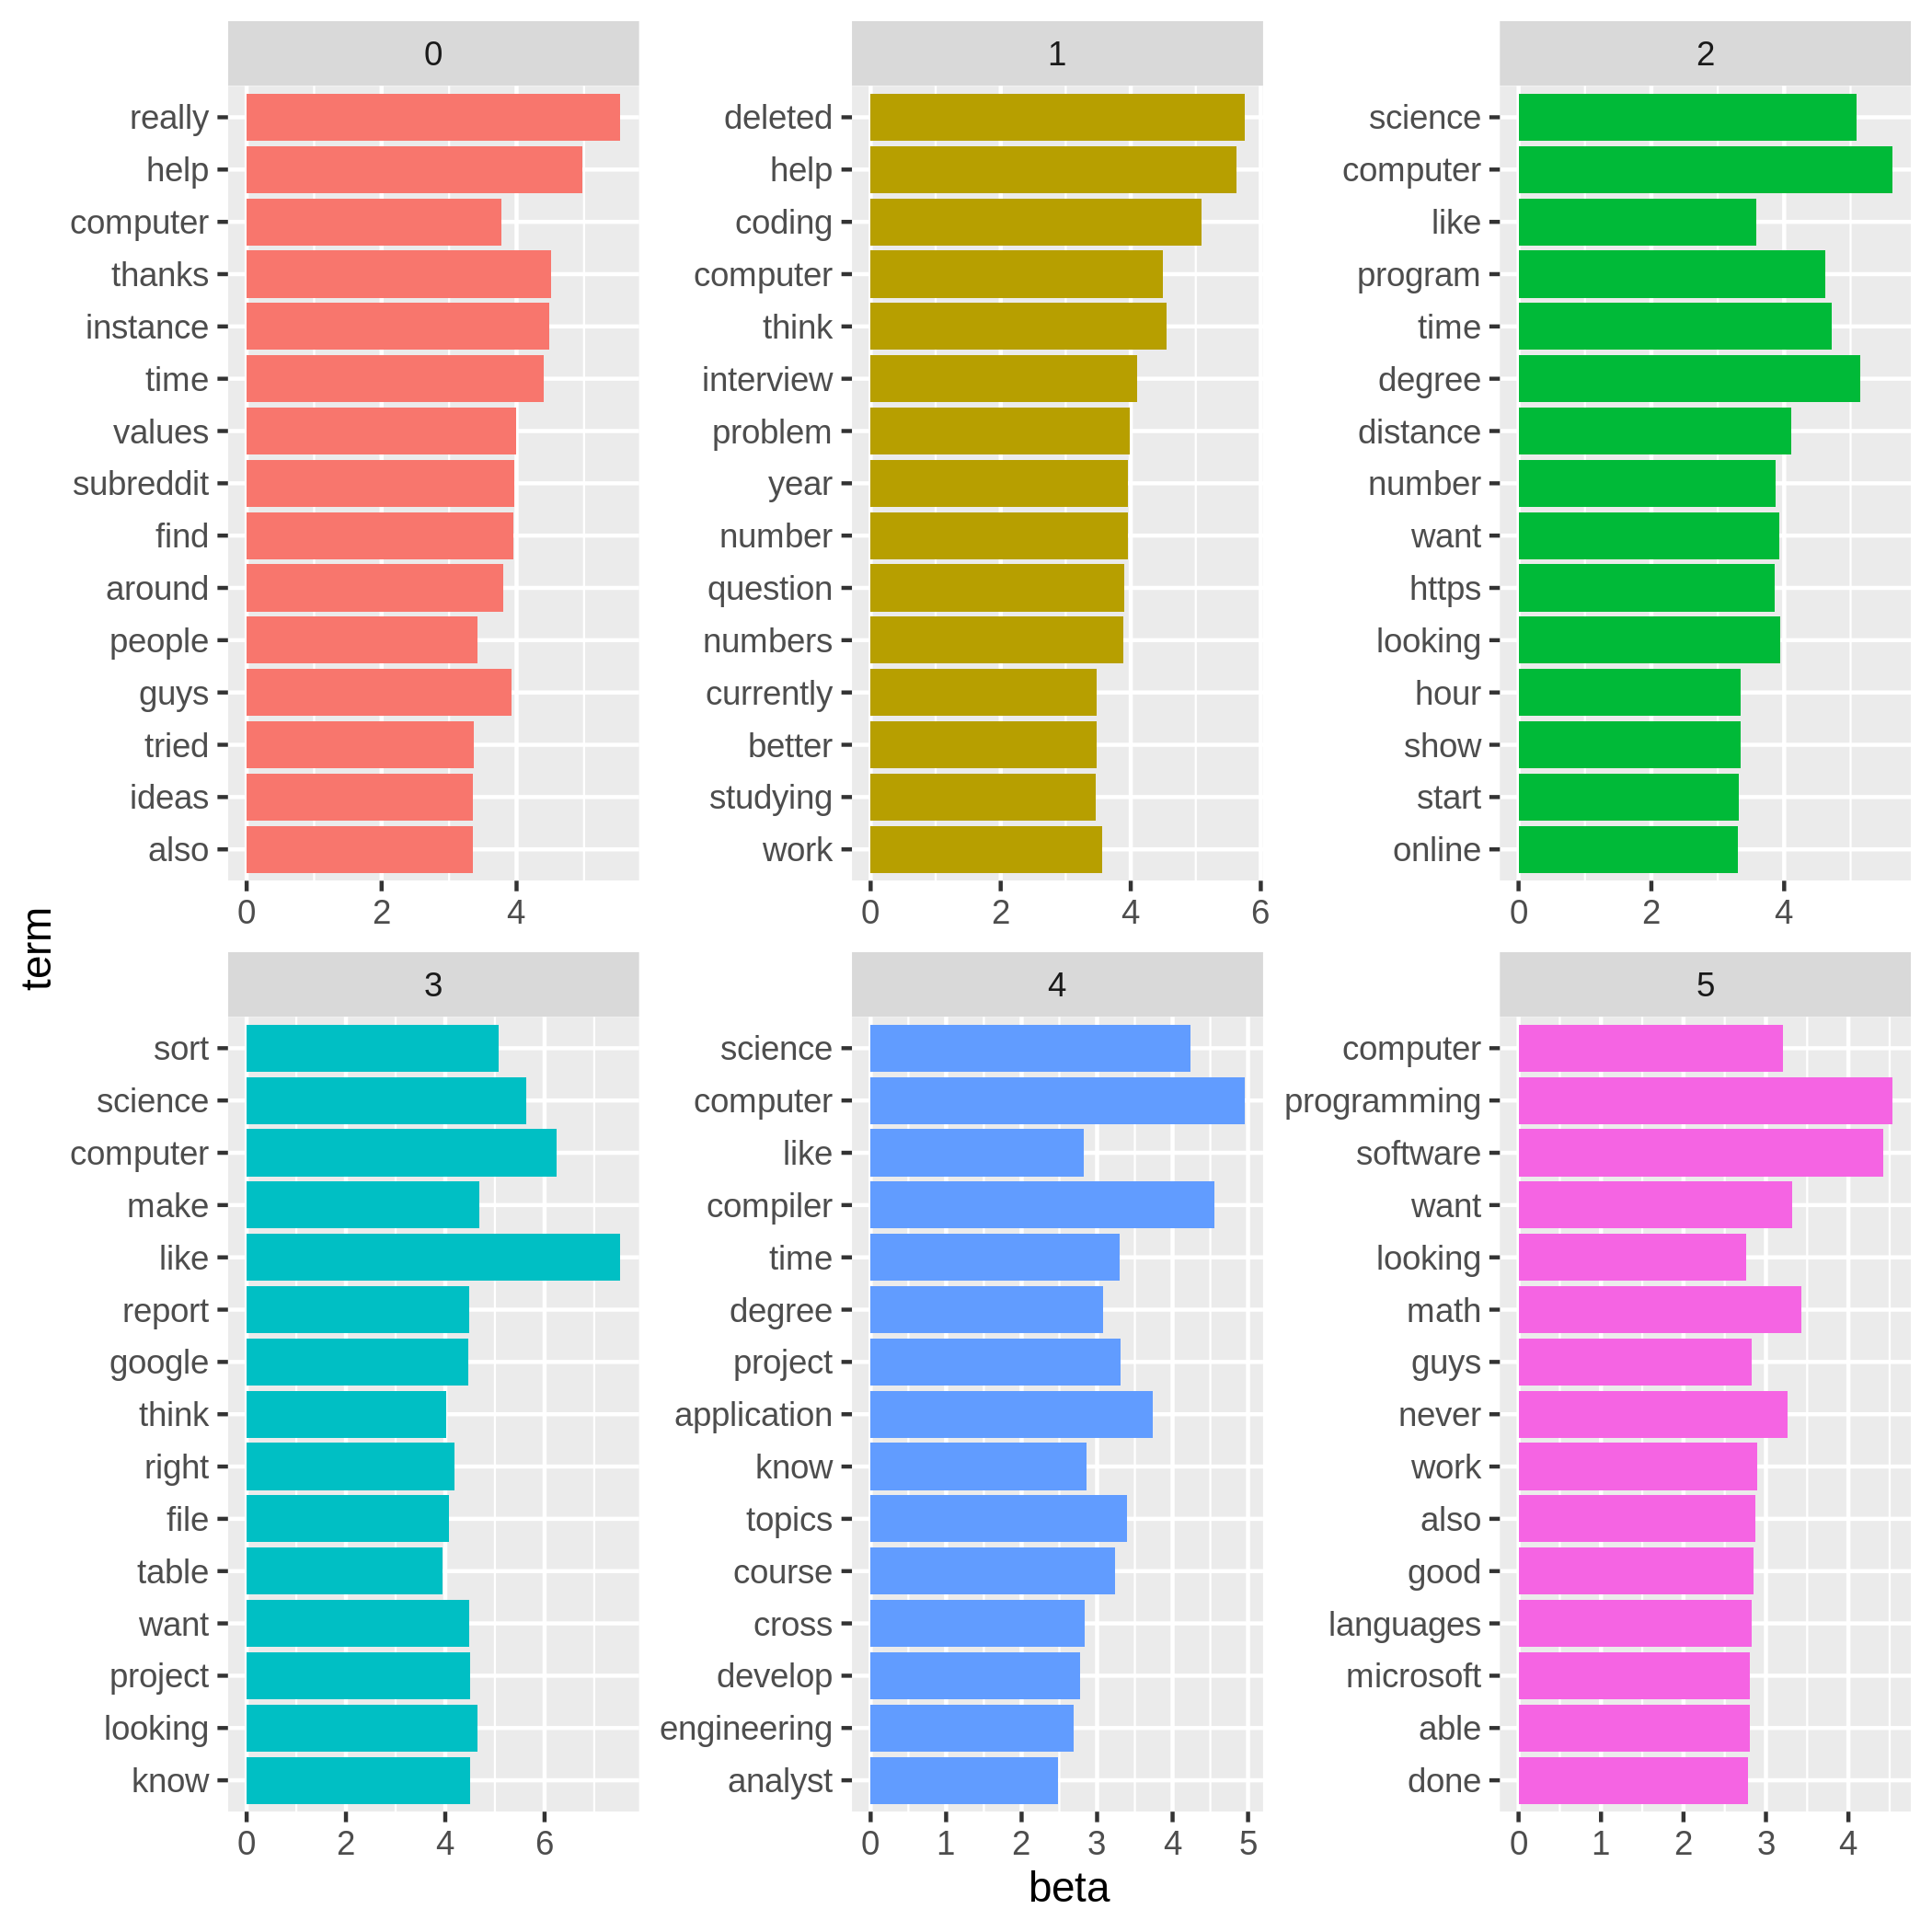 0
really
help
computer
thanks
instance
time
values
subreddit
find
around
people
guys
tried
ideas
also
0 2 4
1
deleted
help
coding
computer
think
interview
problem
year
number
question
numbers
currently
better
studying
work
0 2 4 6
2
science
computer
like
program
time
degree
distance
number
want
https
looking
hour
show
start
online
0 2 4
term
3
sort
science
computer
make
like
report
google
think
right
file
table
want
project
looking
know
0 2 4 6
4
science
computer
like
compiler
time
degree
project
application
know
topics
course
cross
develop
engineering
analyst
0 1 2 3 4 5
5
computer
programming
software
want
looking
math
guys
never
work
also
good
languages
microsoft
able
done
0 1 2 3 4
beta